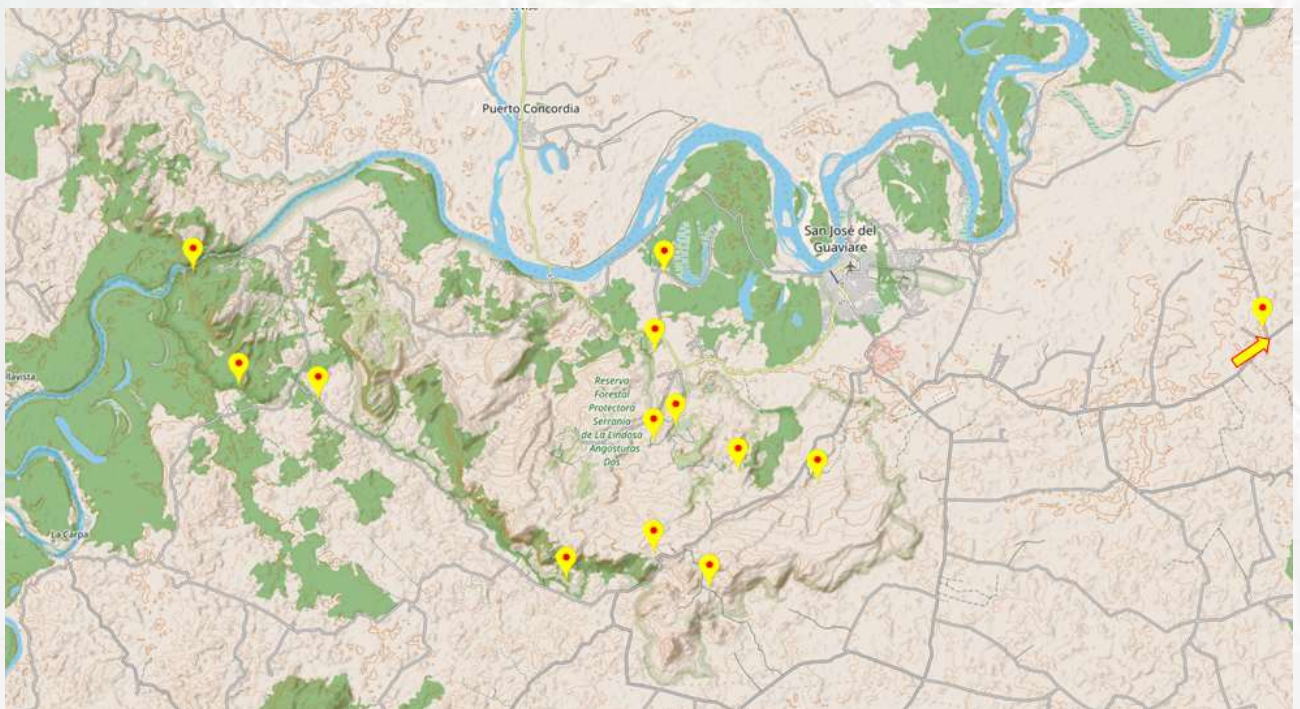 Puerto Concordia
San José del
Guaviare
Reserva
Forestal
Protectora
Serranía
de La Lindosa
Angosturas
Dos
La Carpa